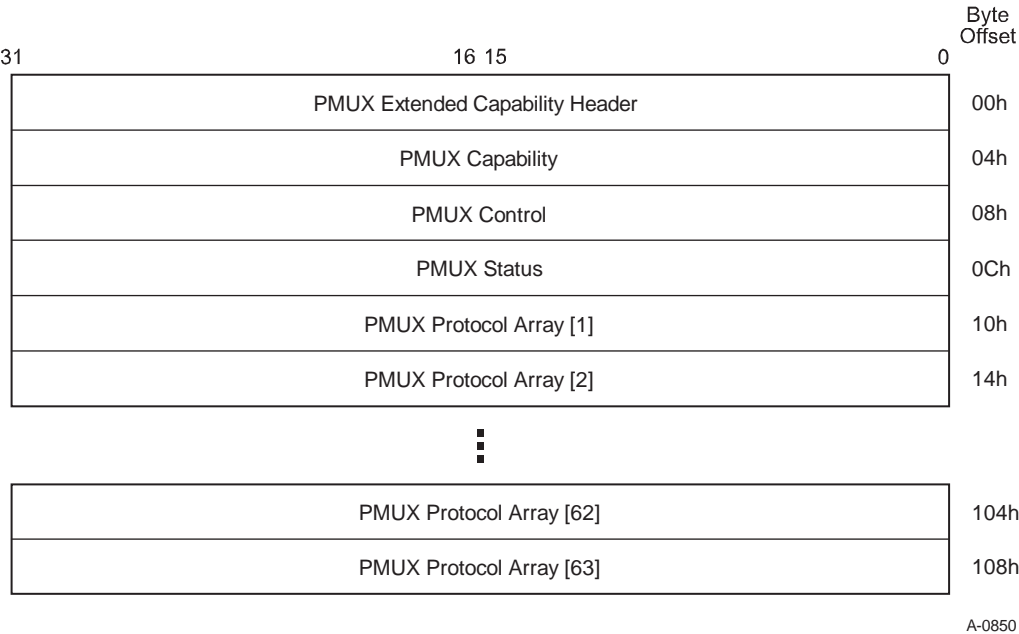 Byte
Offset
31 16 15 0
PMUX Extended Capability Header 00h
PMUX Capability 04h
PMUX Control 08h
PMUX Status 0Ch
PMUX Protocol Array [1] 10h
PMUX Protocol Array [2] 14h
PMUX Protocol Array [62] 104h
PMUX Protocol Array [63] 108h
A-0850